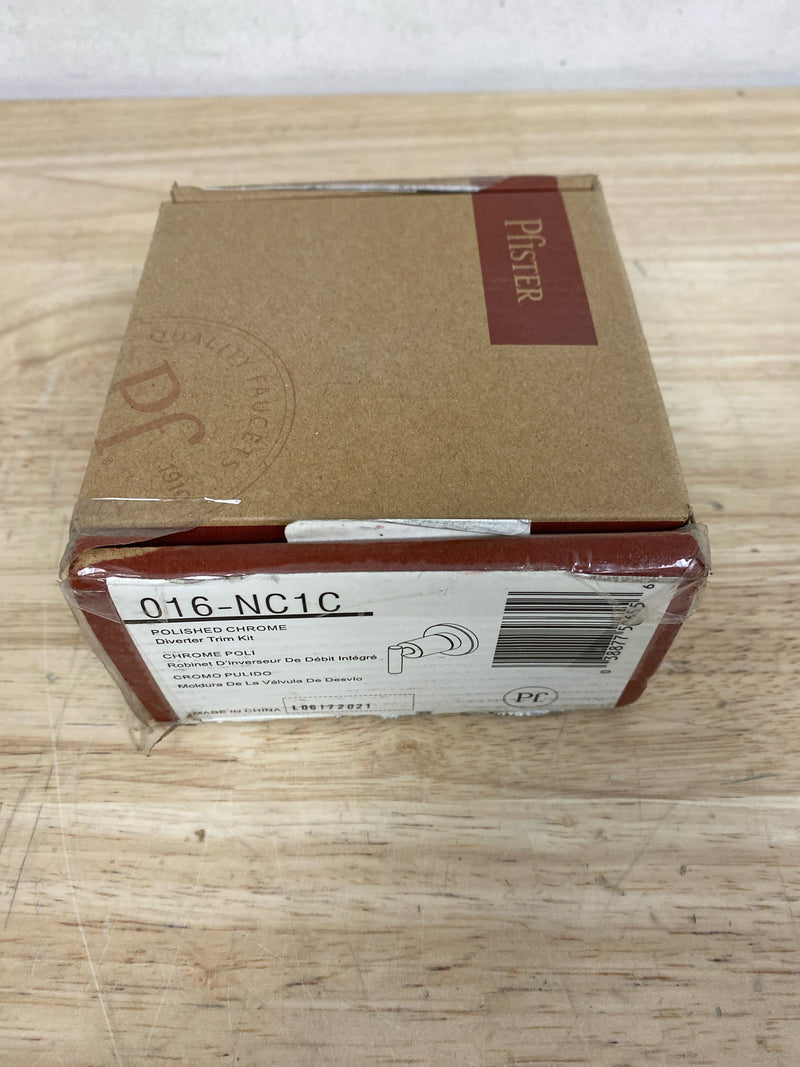 PfISTER
QUALITY FAUCETS
Pf
1910
016-NC1C
POLISHED CHROME
Diverter Trim Kit
CHROME POLI
Robinet D'inverseur De Débit Intégré
CROMO PULIDO
Moldura De La Válvula De Desvío
MADE IN CHINA
L06172021
Pf